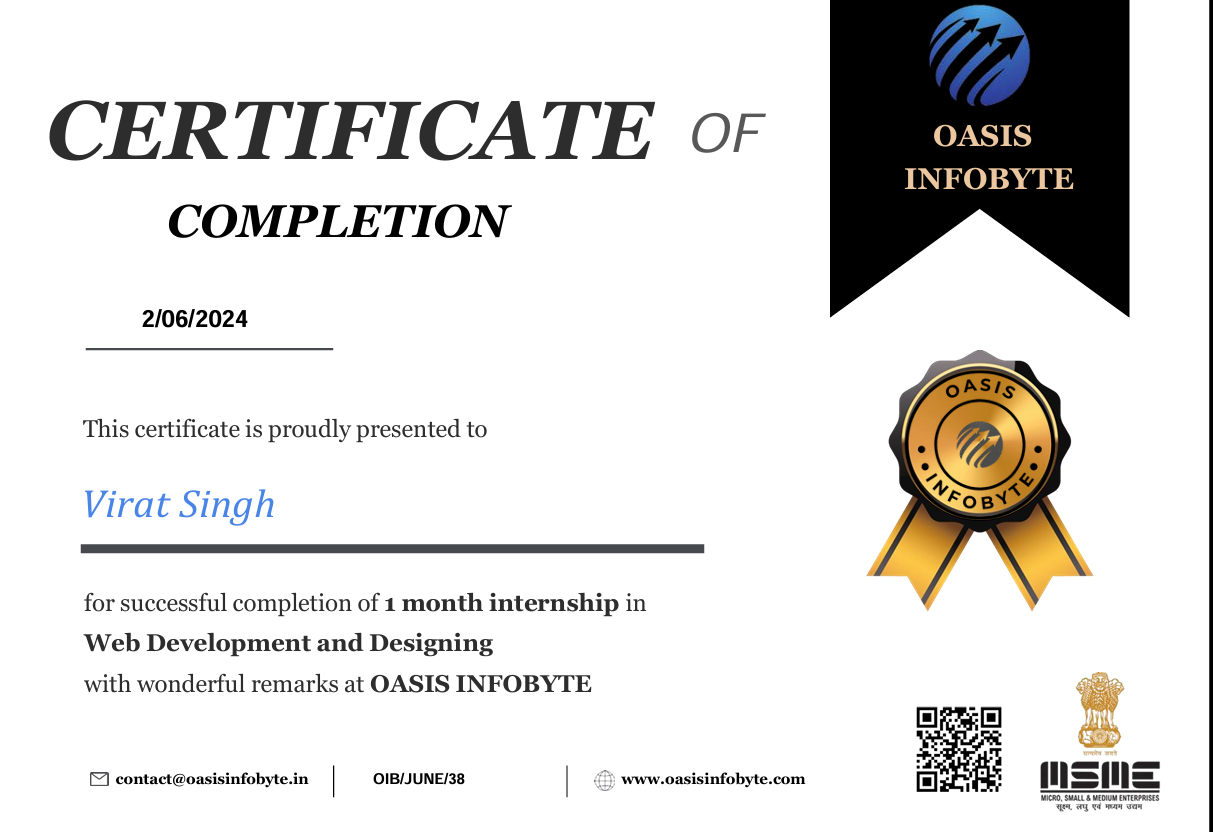 CERTIFICATE OF
COMPLETION
2/06/2024
This certificate is proudly presented to
Virat Singh
for successful completion of 1 month internship in
Web Development and Designing
with wonderful remarks at OASIS INFOBYTE
contact@oasisinfobyte.in
OIB/JUNE/38
www.oasisinfobyte.com
OASIS
INFOBYTE
OASIS
INFOBYTE
सत्यमेव जयते
MSME
MICRO, SMALL & MEDIUM ENTERPRISES
सूक्ष्म, लघु एवं मध्यम उद्यम